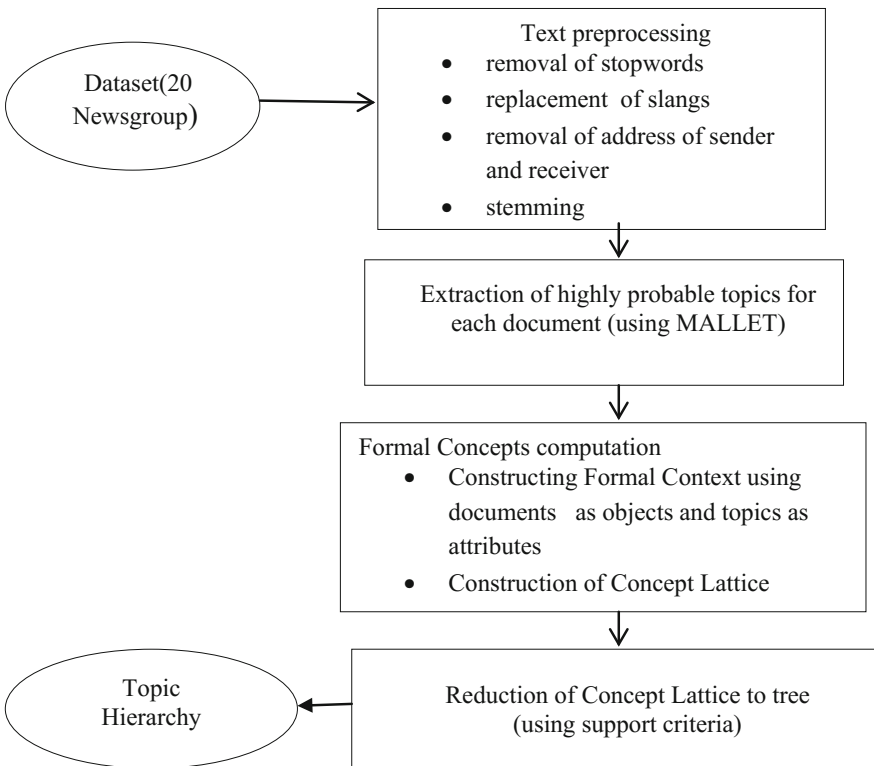 Dataset(20
Newsgroup)
Text preprocessing
• removal of stopwords
• replacement of slangs
• removal of address of sender
and receiver
• stemming
Extraction of highly probable topics for
each document (using MALLET)
Formal Concepts computation
• Constructing Formal Context using
documents as objects and topics as
attributes
• Construction of Concept Lattice
Reduction of Concept Lattice to tree
(using support criteria)
Topic
Hierarchy